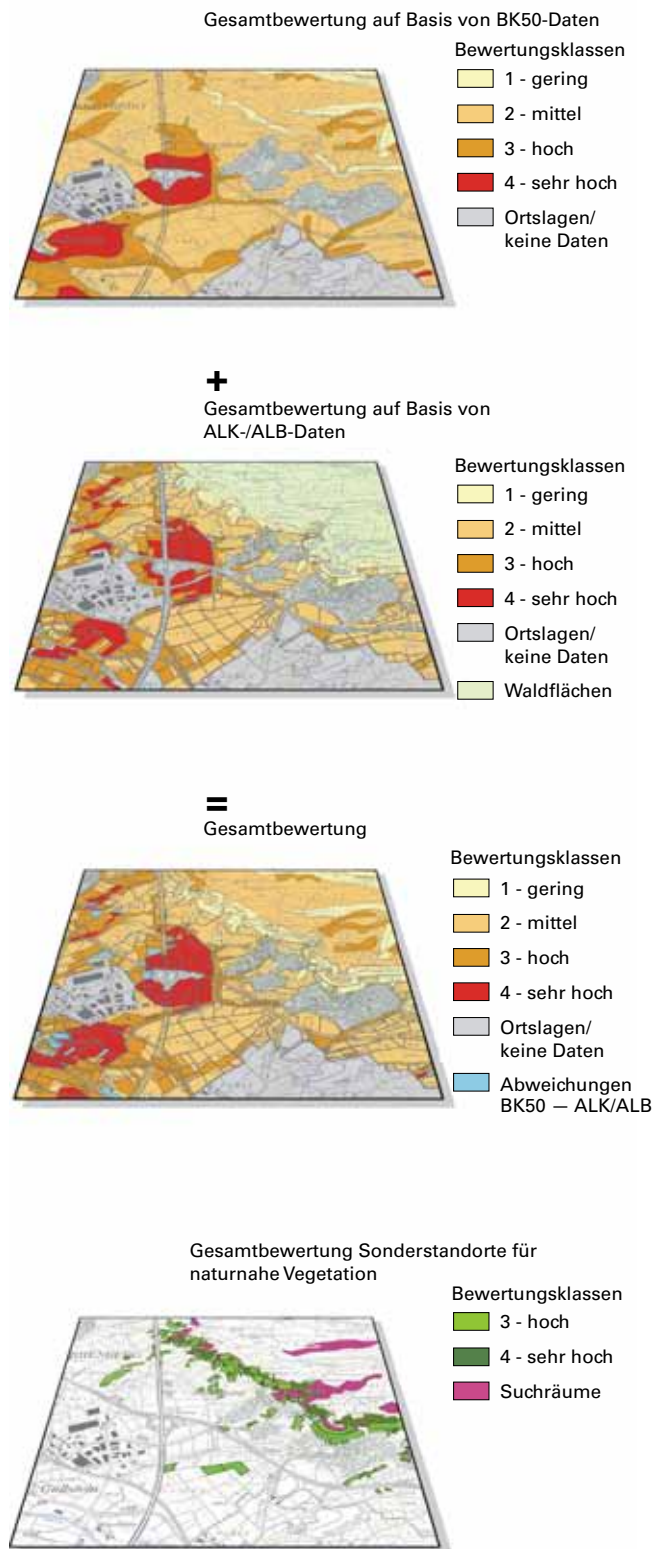 Gesamtbewertung auf Basis von BK50-Daten
Bewertungsklassen
1 - gering
2 - mittel
3 - hoch
4 - sehr hoch
Ortslagen/
keine Daten
+
Gesamtbewertung auf Basis von
ALK-/ALB-Daten
Bewertungsklassen
1 - gering
2 - mittel
3 - hoch
4 - sehr hoch
Ortslagen/
keine Daten
Waldflächen
=
Gesamtbewertung
Bewertungsklassen
1 - gering
2 - mittel
3 - hoch
4 - sehr hoch
Ortslagen/
keine Daten
Abweichungen
BK50 — ALK/ALB
Gesamtbewertung Sonderstandorte für
naturnahe Vegetation
Bewertungsklassen
3 - hoch
4 - sehr hoch
Suchräume